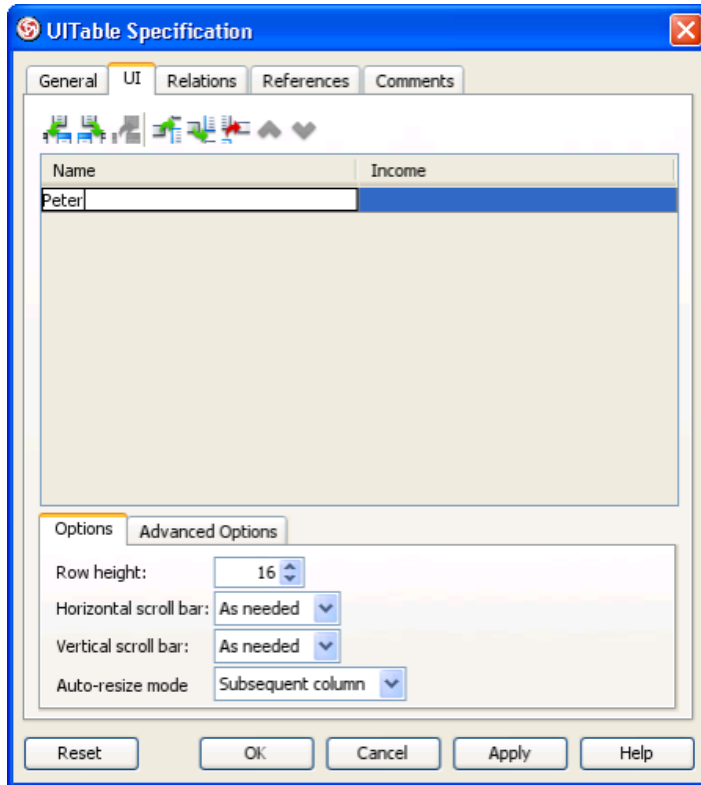 UITable Specification
General UI Relations References Comments
Name Income
Peter
Options Advanced Options
Row height: 16
Horizontal scroll bar: As needed
Vertical scroll bar: As needed
Auto-resize mode Subsequent column
Reset OK Cancel Apply Help